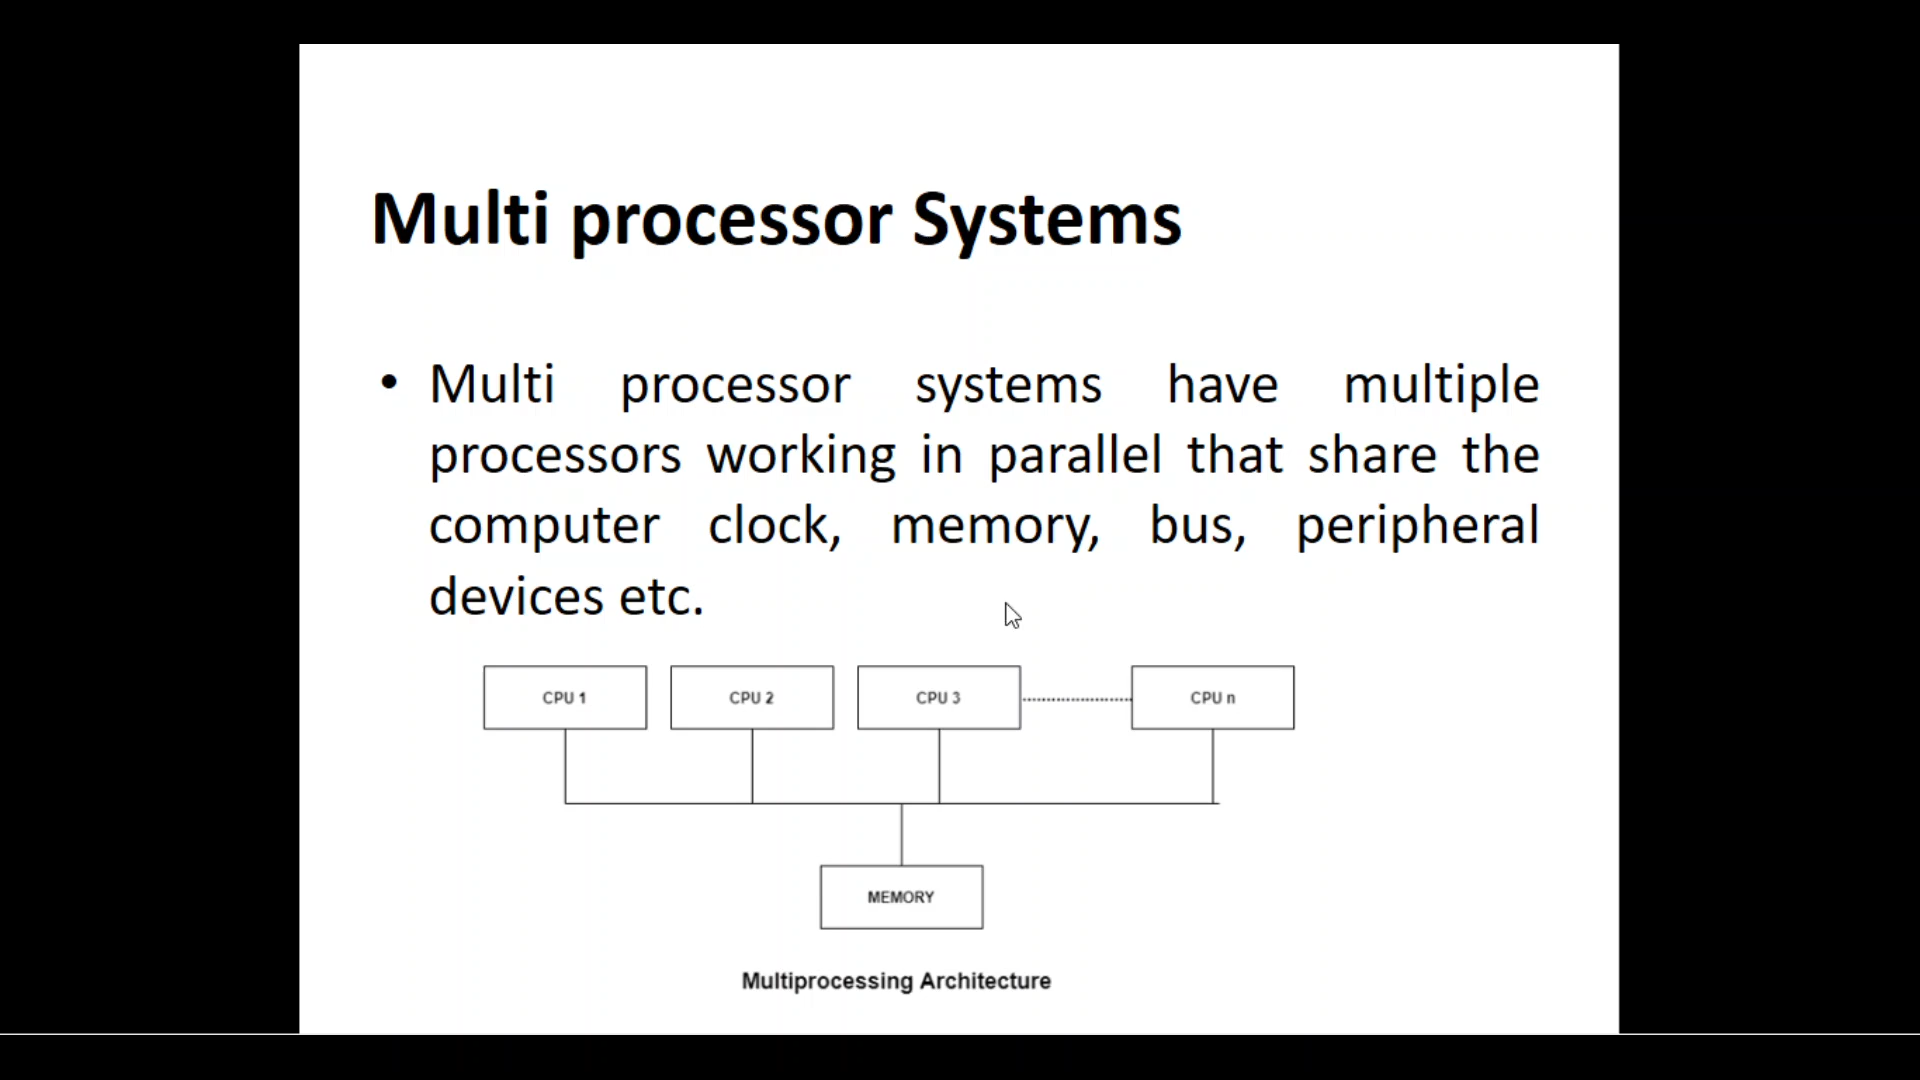 Multi processor Systems
• Multi processor systems have multiple
processors working in parallel that share the
computer clock, memory, bus, peripheral
devices etc.
CPU 1 CPU 2 CPU 3 CPU n
MEMORY
Multiprocessing Architecture